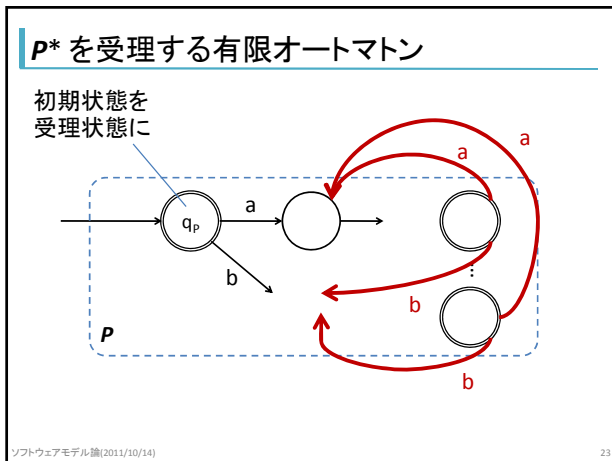 P* を受理する有限オートマトン
初期状態を
受理状態に
a
a
a
qP
b
b
P
b
ソフトウェアモデル論(2011/10/14)
23